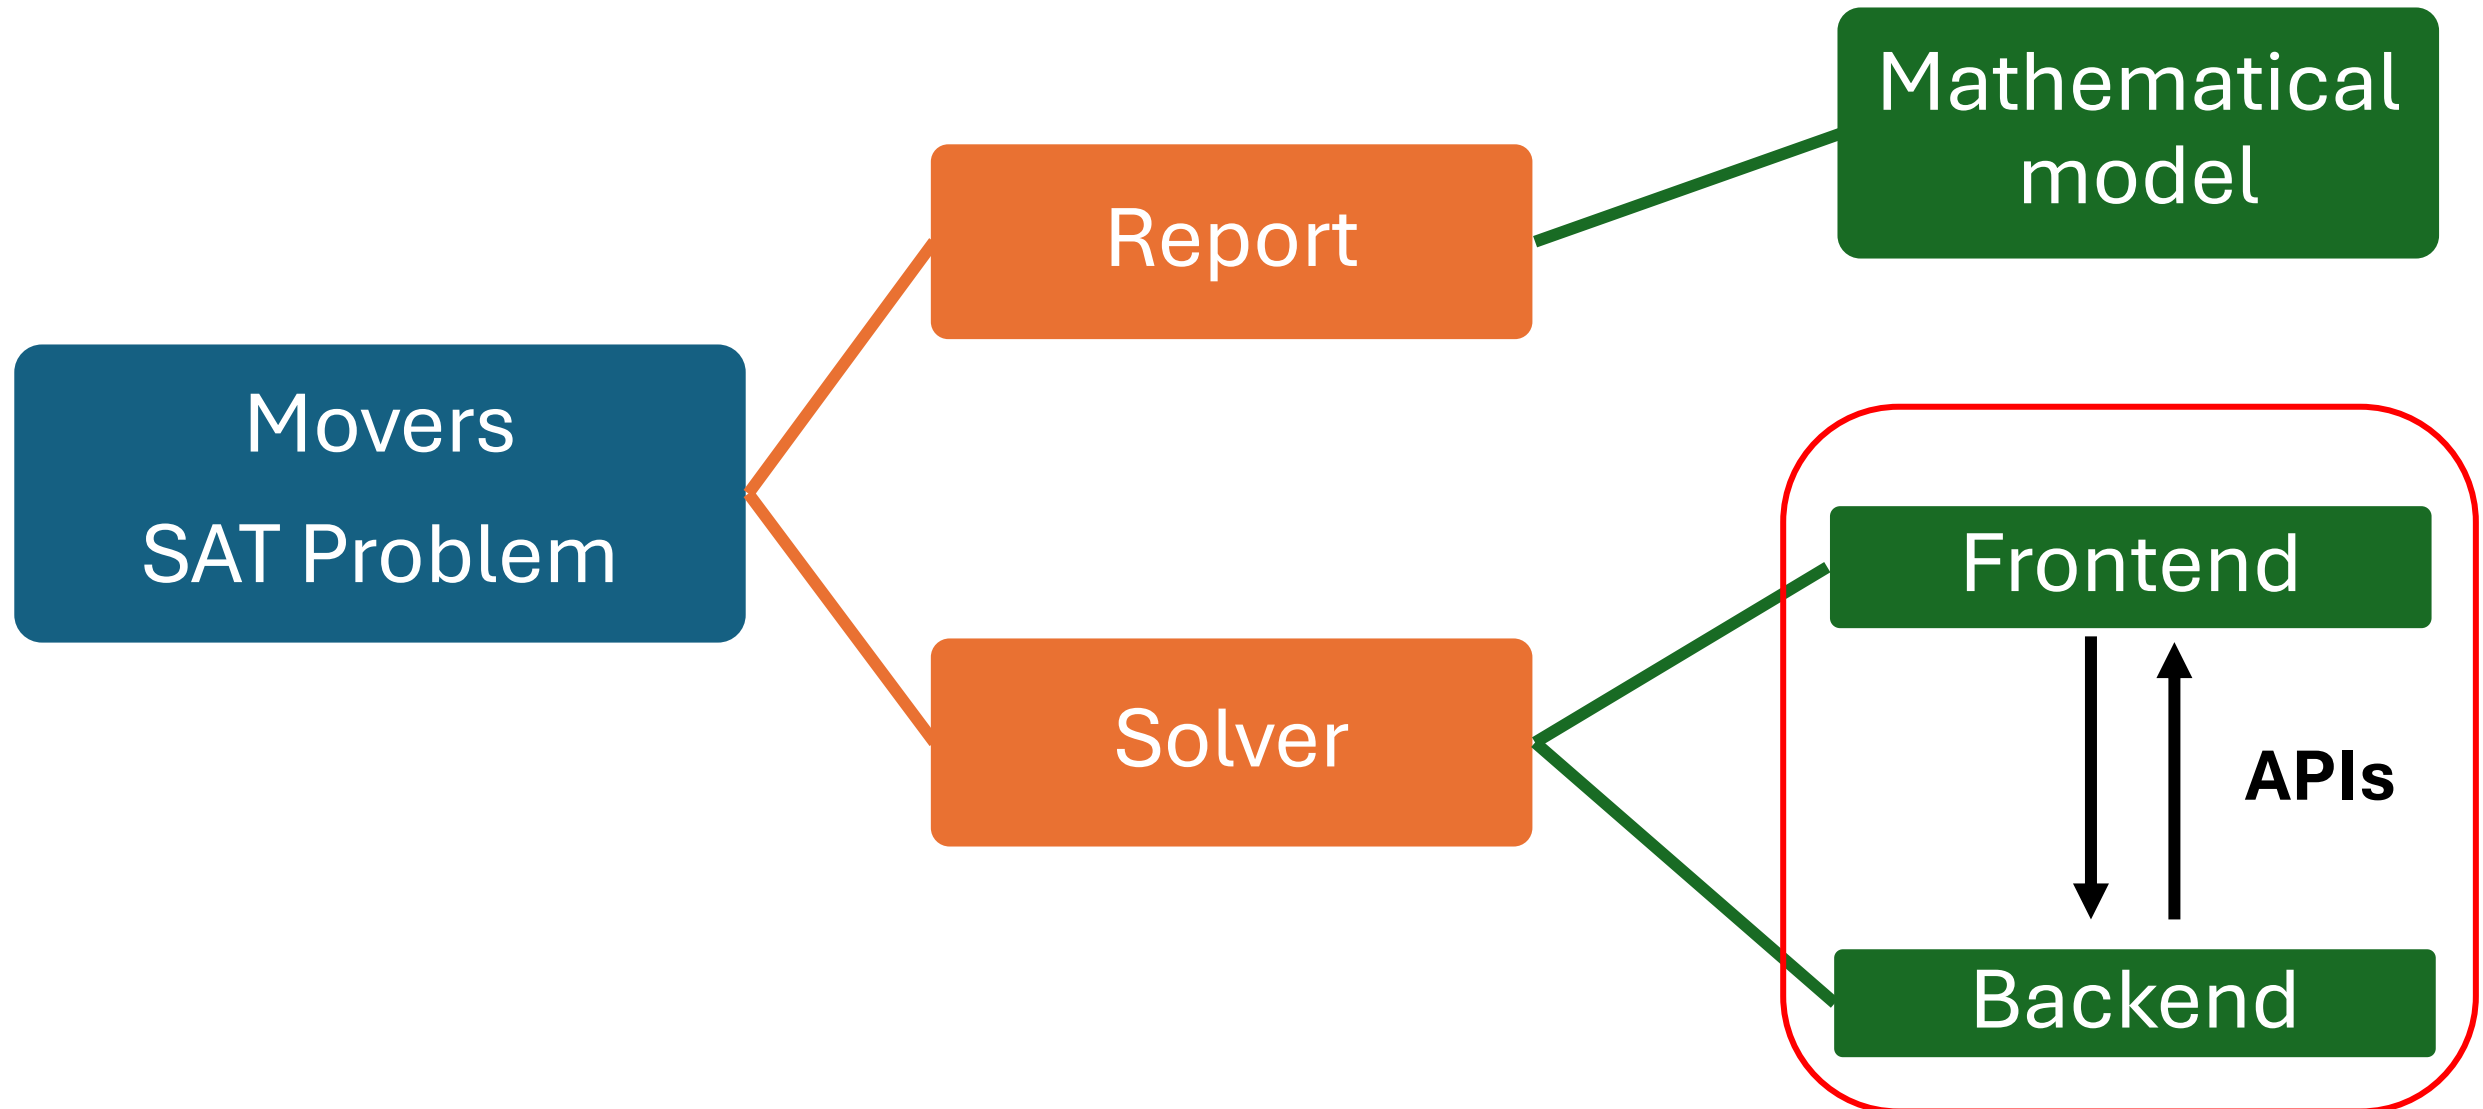 Movers
SAT Problem
Report
Mathematical
model
Solver
Frontend
APIs
Backend